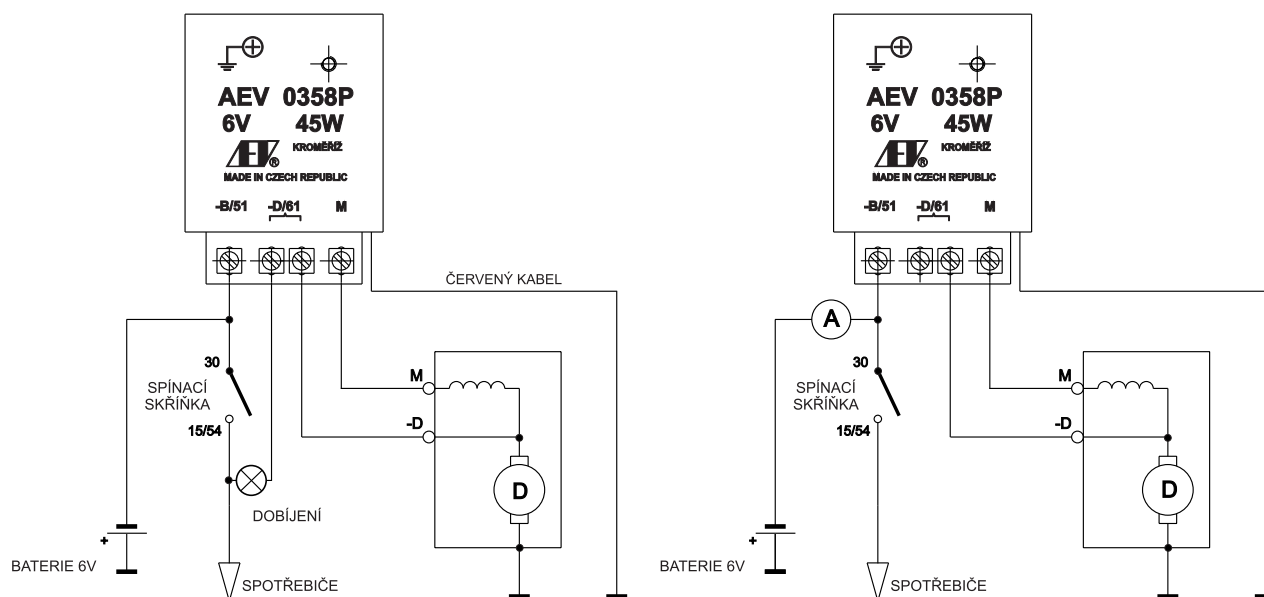 AEV 0358P
6V 45W
AEV®
KROMĚŘÍŽ
MADE IN CZECH REPUBLIC
-B/51 -D/61 M
ČERVENÝ KABEL
30
SPÍNACÍ
SKŘÍŇKA
15/54
M
-D
D
DOBÍJENÍ
+
BATERIE 6V
SPOTŘEBIČE
AEV 0358P
6V 45W
AEV®
KROMĚŘÍŽ
MADE IN CZECH REPUBLIC
-B/51 -D/61 M
A
30
SPÍNACÍ
SKŘÍŇKA
15/54
M
-D
D
+
BATERIE 6V
SPOTŘEBIČE